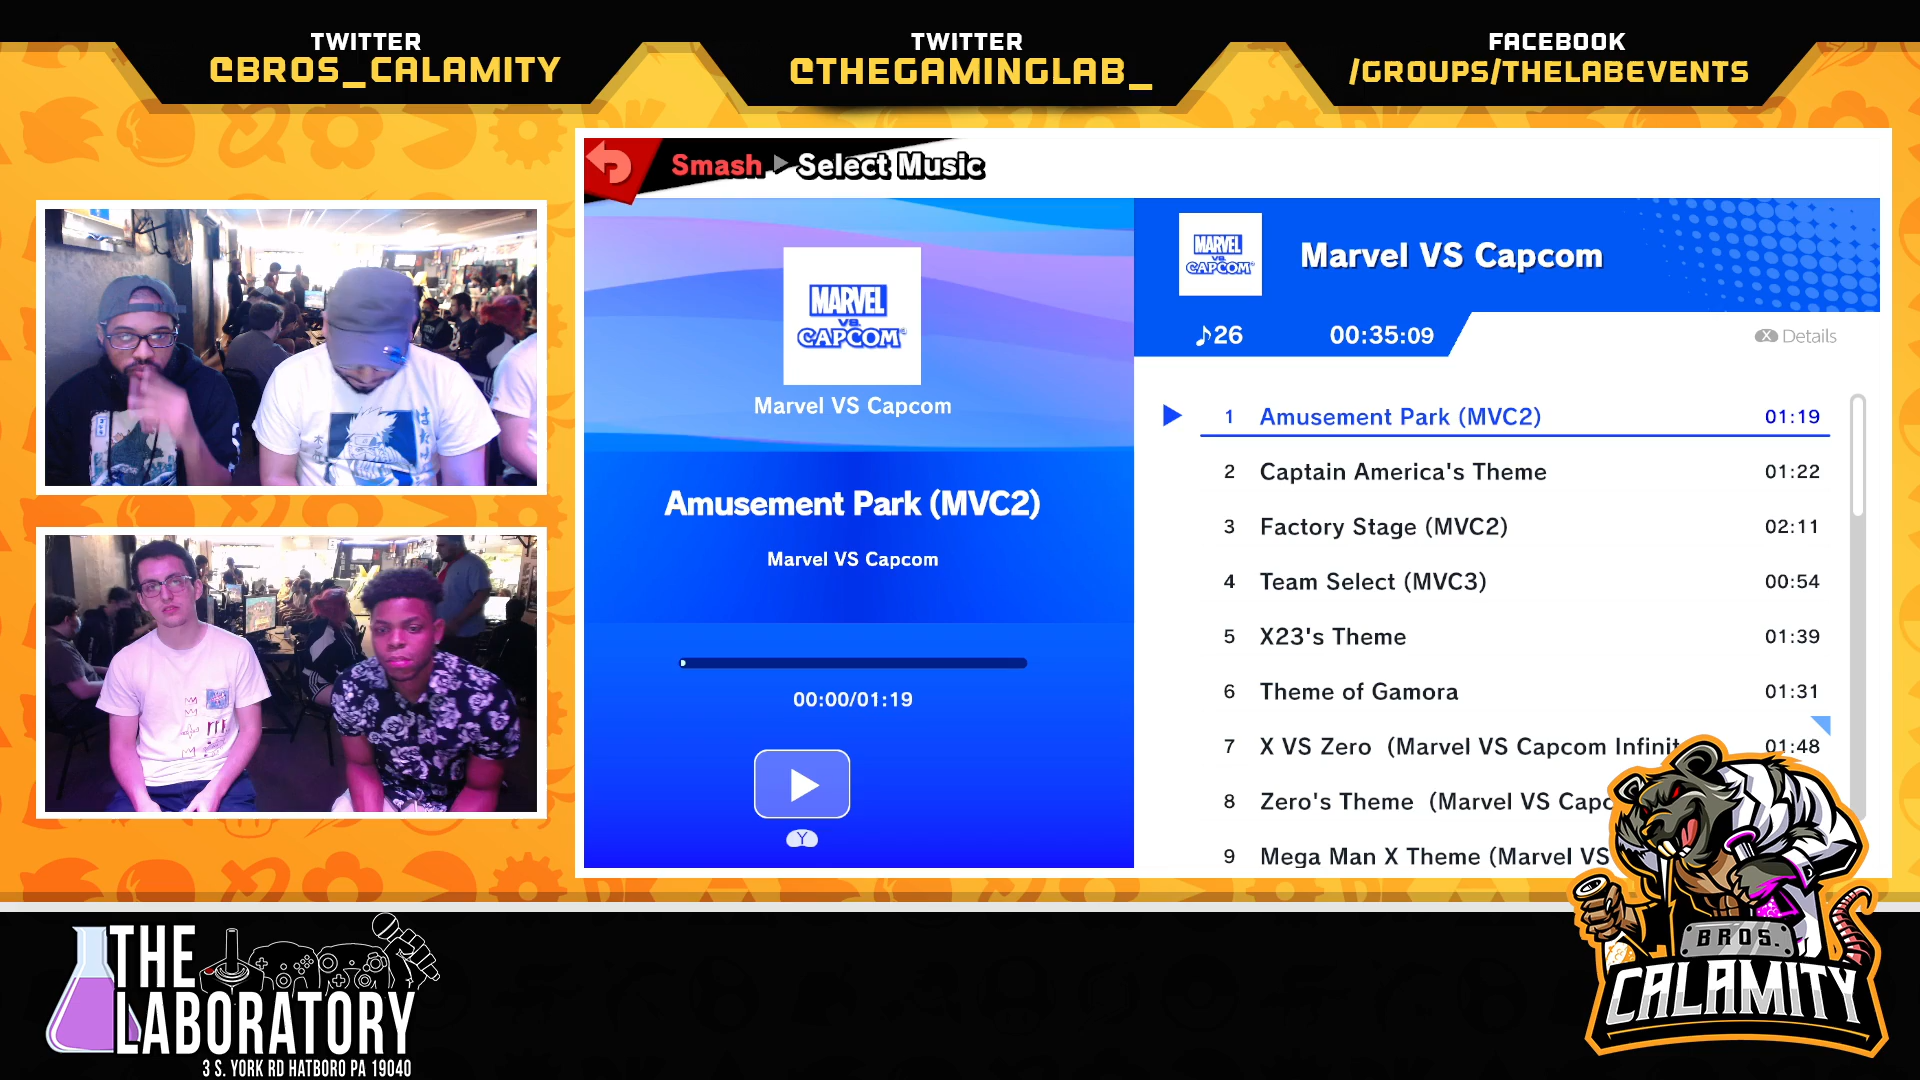 TWITTER
@BROS_CALAMITY
TWITTER
@THEGAMINGLAB_
FACEBOOK
/GROUPS/THELABEVENTS
Smash Select Music
MARVEL
VS.
CAPCOM
Marvel VS Capcom
Amusement Park (MVC2)
Marvel VS Capcom
00:00/01:19
Y
MARVEL
VS.
CAPCOM
Marvel VS Capcom
♪26 00:35:09
X Details
1 Amusement Park (MVC2) 01:19
2 Captain America's Theme 01:22
3 Factory Stage (MVC2) 02:11
4 Team Select (MVC3) 00:54
5 X23's Theme 01:39
6 Theme of Gamora 01:31
7 X VS Zero (Marvel VS Capcom Infinit 01:48
8 Zero's Theme (Marvel VS Capc
9 Mega Man X Theme (Marvel VS
THE
LABORATORY
3 S. YORK RD HATBORO PA 19040
BROS.
CALAMITY